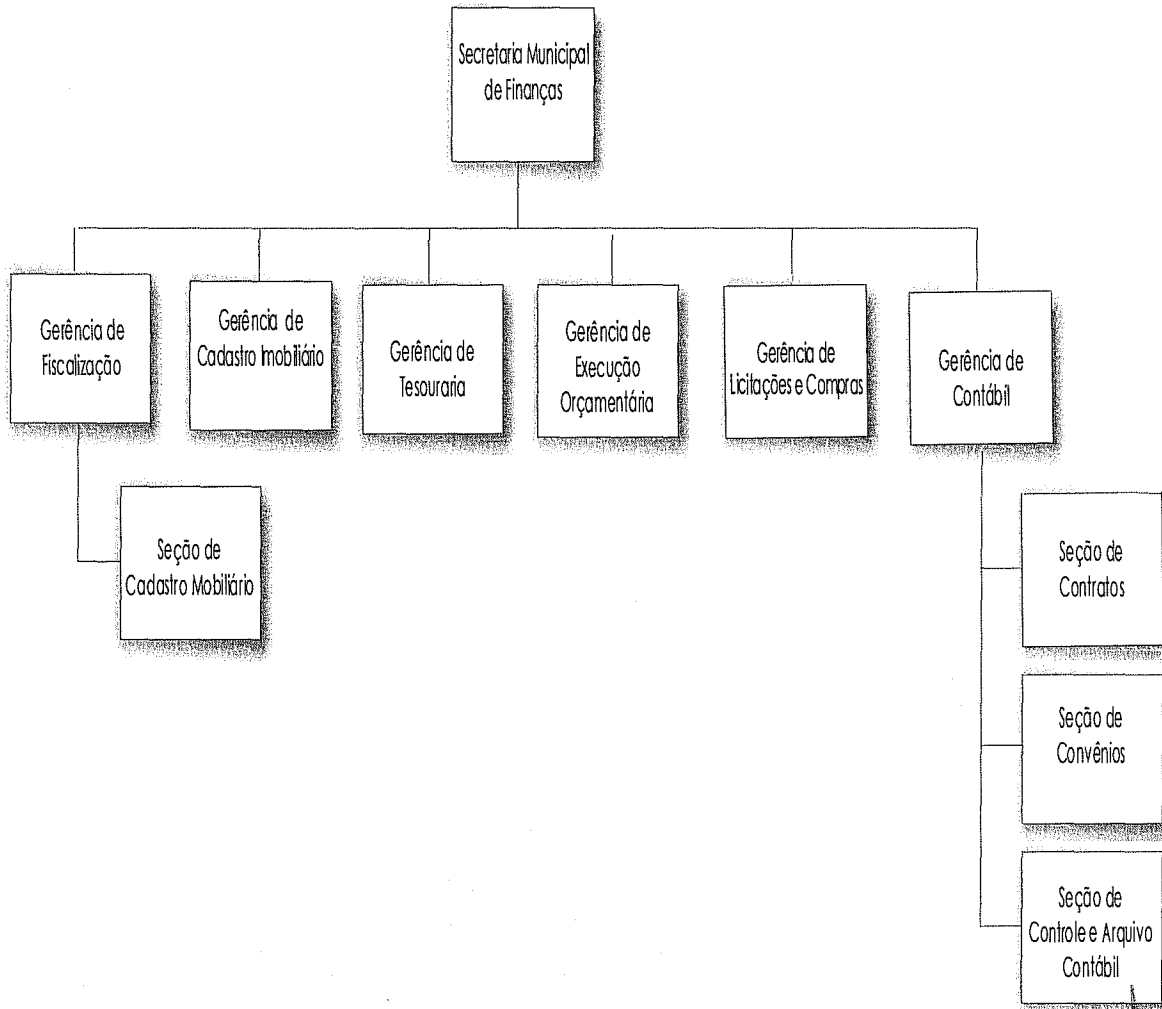 Secretaria Municipal
de Finanças
Gerência de
Fiscalização
Gerência de
Cadastro Imobiliário
Gerência de
Tesouraria
Gerência de
Execução
Orçamentária
Gerência de
Licitações e Compras
Gerência de
Contábil
Seção de
Cadastro Mobiliário
Seção de
Contratos
Seção de
Convênios
Seção de
Controle e Arquivo
Contábil